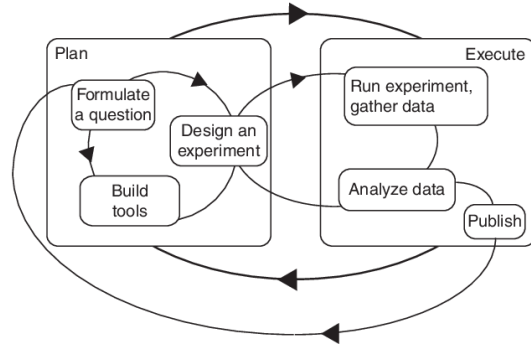 Plan
Execute
Formulate
a question
Design an
experiment
Build
tools
Run experiment,
gather data
Analyze data
Publish